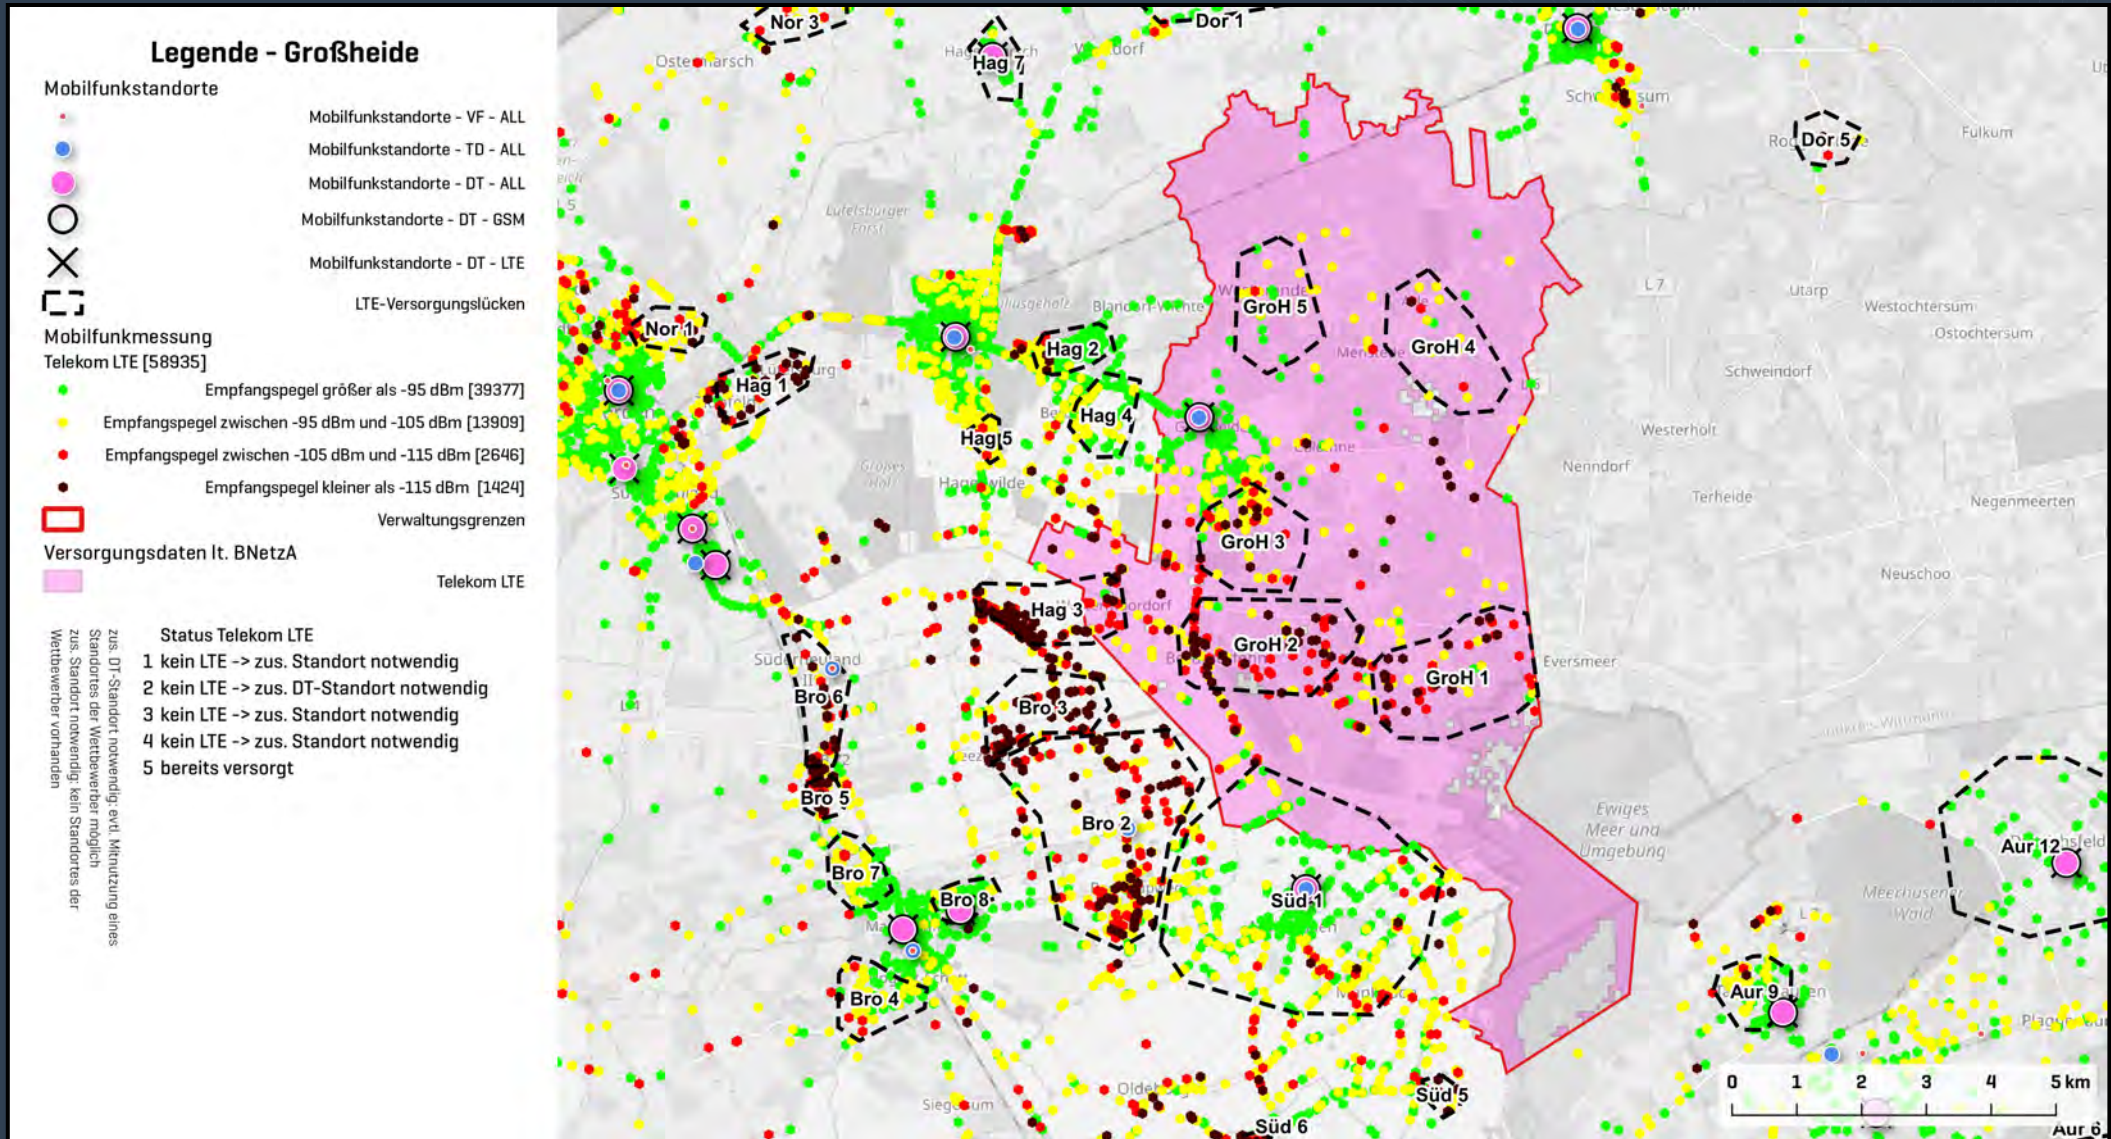 Legende - Großheide
Mobilfunkstandorte
Mobilfunkstandorte - VF - ALL
Mobilfunkstandorte - TD - ALL
Mobilfunkstandorte - DT - ALL
Mobilfunkstandorte - DT - GSM
Mobilfunkstandorte - DT - LTE
LTE-Versorgungslücken
Mobilfunkmessung
Telekom LTE [58935]
Empfangspegel größer als -95 dBm [39377]
Empfangspegel zwischen -95 dBm und -105 dBm [13909]
Empfangspegel zwischen -105 dBm und -115 dBm [2646]
Empfangspegel kleiner als -115 dBm [1424]
Verwaltungsgrenzen
Versorgungsdaten lt. BNetzA
Telekom LTE
Status Telekom LTE
1 kein LTE -> zus. Standort notwendig
2 kein LTE -> zus. DT-Standort notwendig
3 kein LTE -> zus. Standort notwendig
4 kein LTE -> zus. Standort notwendig
5 bereits versorgt
zus. DT-Standort notwendig: evtl. Mitnutzung eines
Standortes der Wettbewerber möglich
zus. Standort notwendig: kein Standortes der
Wettbewerber vorhanden
Nor 3
Dor 1
Hag 7
Dor 5
Fulkum
L 7
Utarp
Westochtersum
Ostochtersum
GroH 5
GroH 4
Nor 1
Hag 2
Hag 1
Hag 4
Hag 5
Schweindorf
Westerholt
Nenndorf
Terheide
Negenmeerten
GroH 3
Neuschoo
Hag 3
GroH 2
GroH 1
Eversmeer
Süderneuland
II
Bro 6
Bro 3
Bro 5
Bro 2
Ewiges
Meer und
Umgebung
Bro 7
Bro 8
Süd 1
Aur 12
Meerhusener
Wald
Bro 4
Aur 9
Süd 5
Süd 6
Aur 6
0 1 2 3 4 5 km